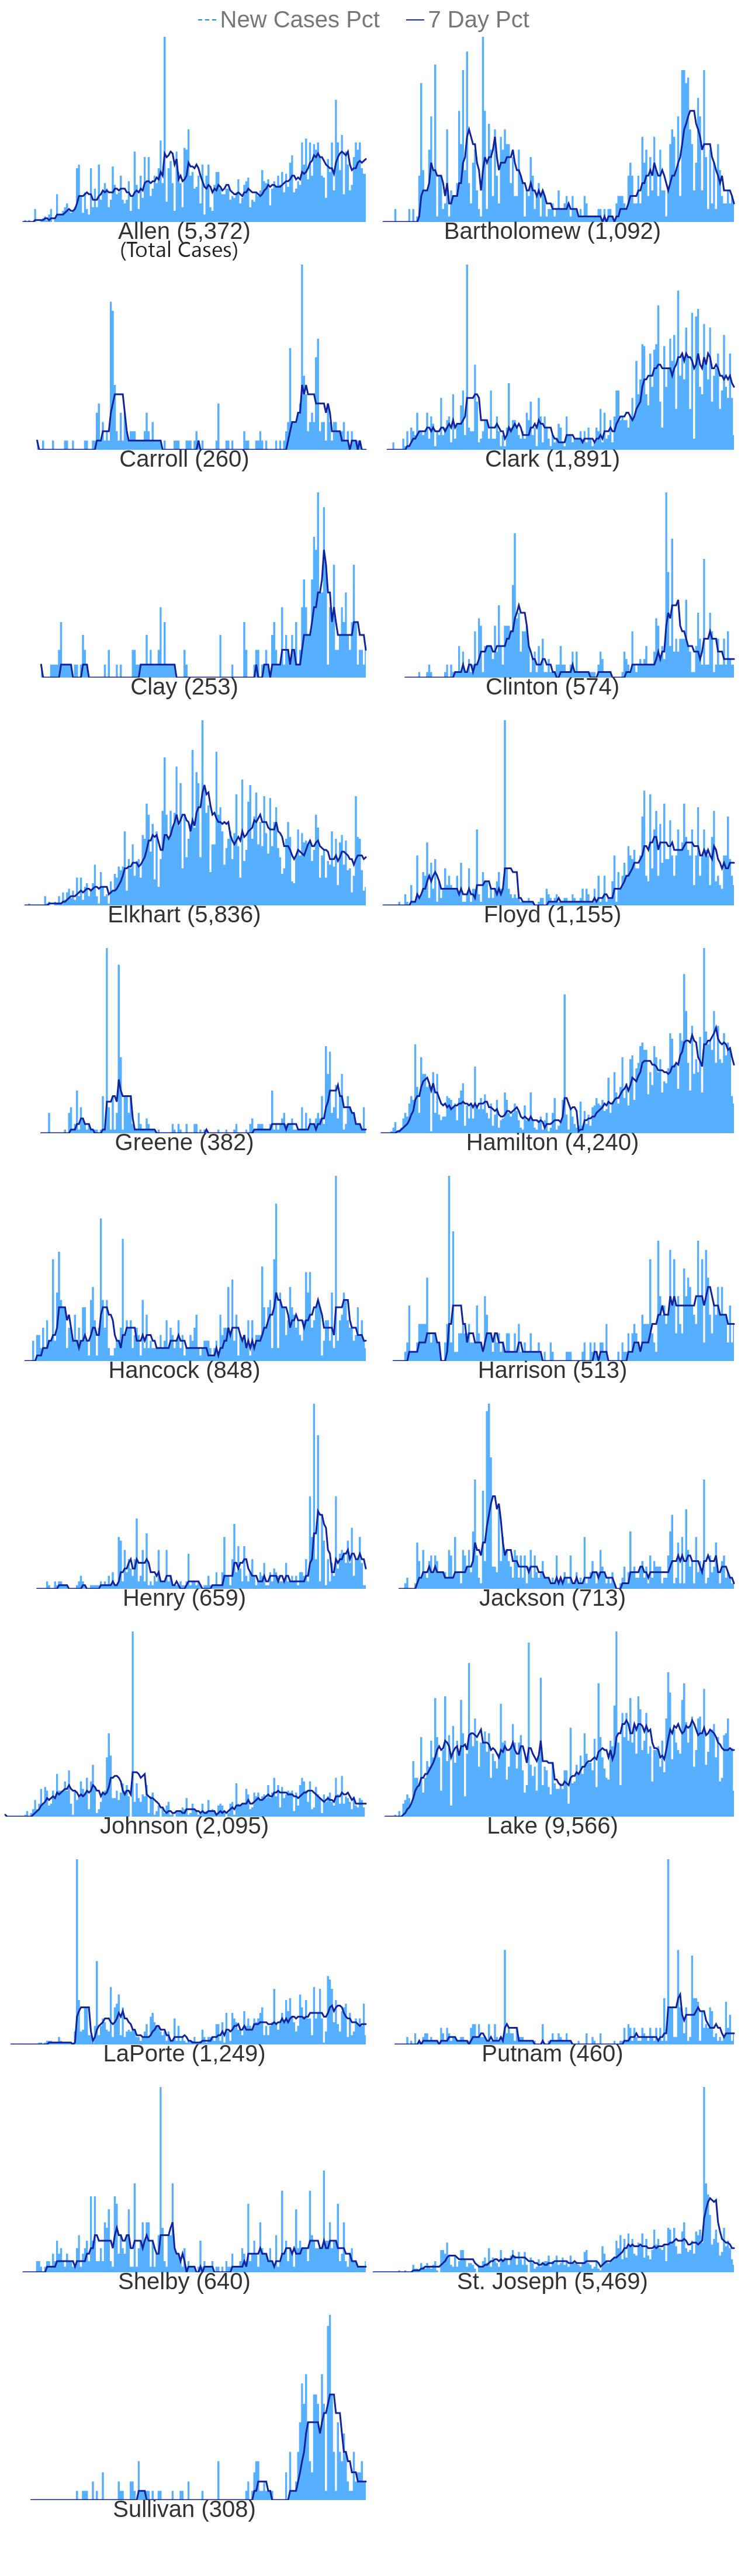 New Cases Pct 7 Day Pct
Allen (5,372) Bartholomew (1,092)
(Total Cases)
Carroll (260) Clark (1,891)
Clay (253) Clinton (574)
Elkhart (5,836) Floyd (1,155)
Greene (382) Hamilton (4,240)
Hancock (848) Harrison (513)
Henry (659) Jackson (713)
Johnson (2,095) Lake (9,566)
LaPorte (1,249) Putnam (460)
Shelby (640) St. Joseph (5,469)
Sullivan (308)